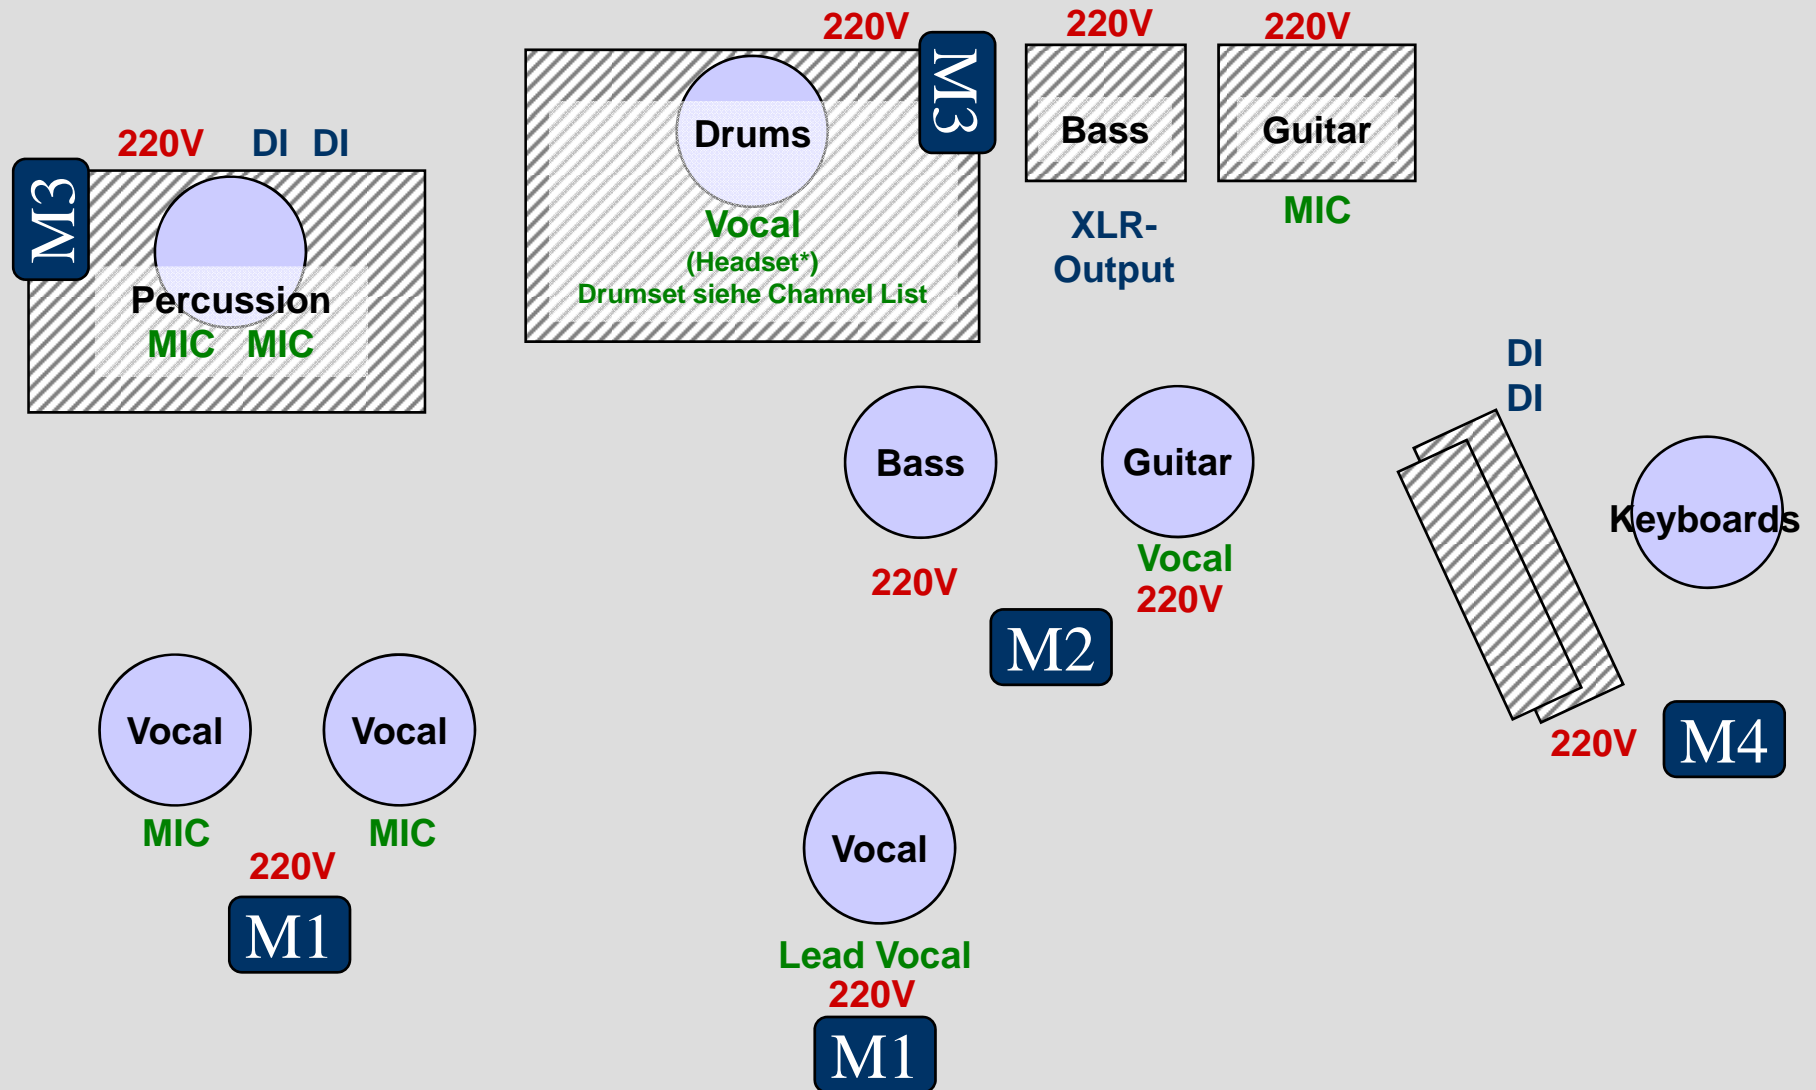 220V
220V
220V
M3
Drums
Bass
Guitar
220V DI DI
M3
Vocal
(Headset*)
Drumset siehe Channel List
XLR-
Output
MIC
Percussion
MIC MIC
DI
DI
Bass
Guitar
Keyboards
Vocal
220V
220V
M2
Vocal
Vocal
220V
M4
MIC
MIC
220V
M1
Vocal
Lead Vocal
220V
M1